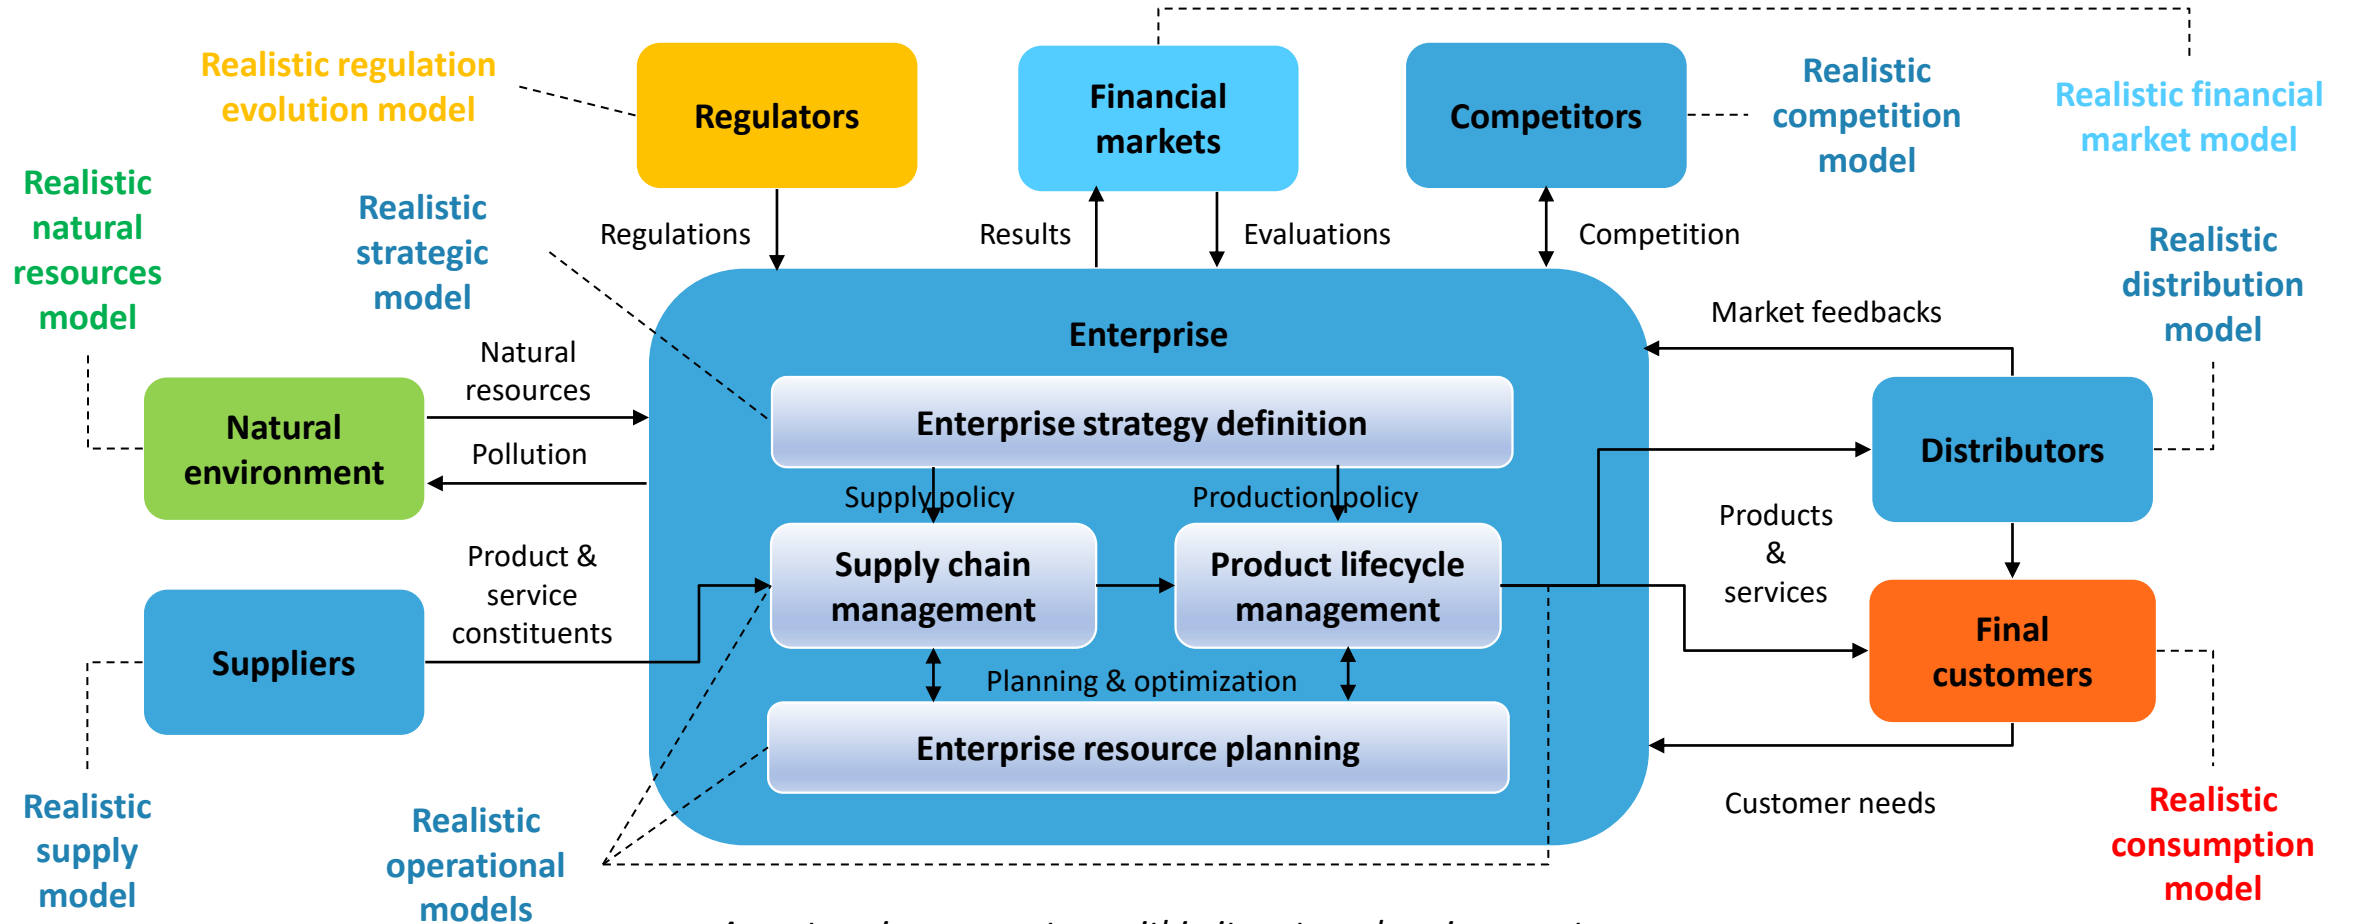 Realistic regulation
evolution model
Regulators
Financial
markets
Competitors
Realistic
competition
model
Realistic financial
market model
Realistic
natural
resources
model
Realistic
strategic
model
Regulations
Results
Evaluations
Competition
Realistic
distribution
model
Market feedbacks
Enterprise
Natural
resources
Natural
environment
Pollution
Enterprise strategy definition
Distributors
Supply policy
Production policy
Products
&
services
Product &
service
constituents
Supply chain
management
Product lifecycle
management
Suppliers
Final
customers
Planning & optimization
Enterprise resource planning
Customer needs
Realistic
supply
model
Realistic
operational
models
Realistic
consumption
model